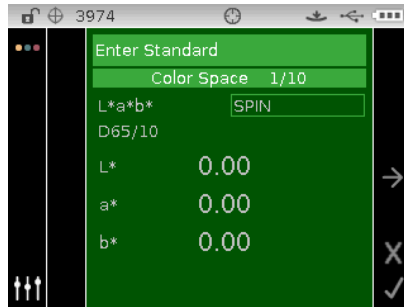 3974
Enter Standard
Color Space 1/10
L*a*b* SPIN
D65/10
L* 0.00
a* 0.00
b* 0.00